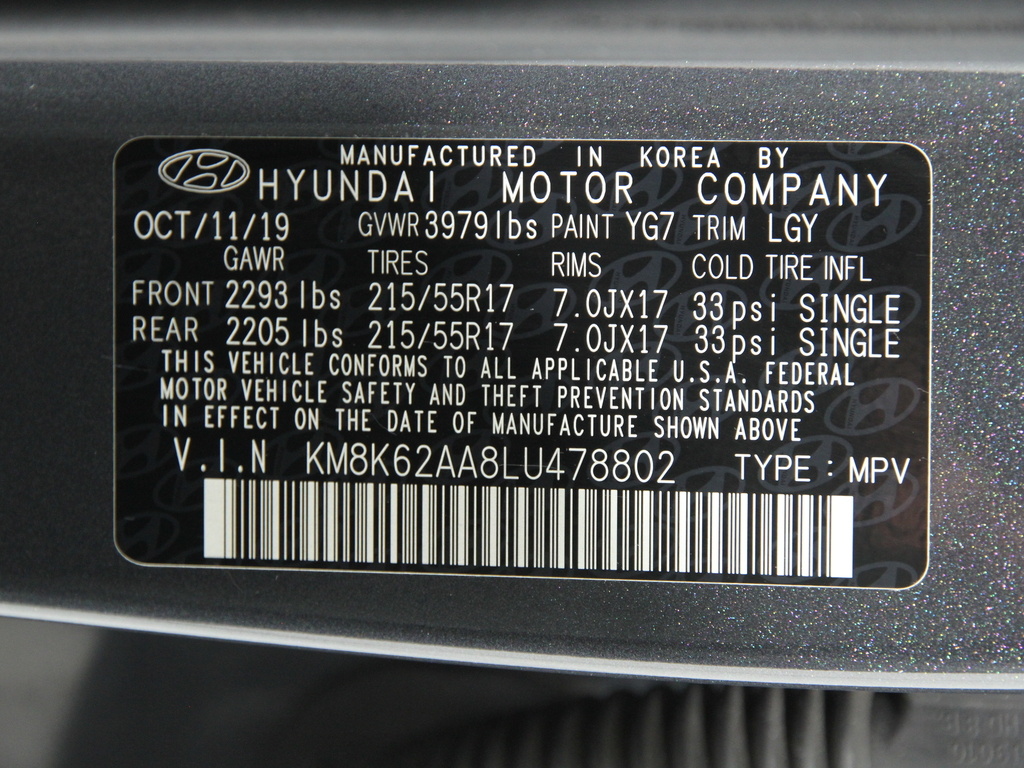 MANUFACTURED IN KOREA BY
HYUNDAI MOTOR COMPANY
OCT/11/19 GVWR 3979 lbs PAINT YG7 TRIM LGY
GAWR TIRES RIMS COLD TIRE INFL
FRONT 2293 lbs 215/55R17 7.0JX17 33psi SINGLE
REAR 2205 lbs 215/55R17 7.0JX17 33psi SINGLE
THIS VEHICLE CONFORMS TO ALL APPLICABLE U.S.A. FEDERAL
MOTOR VEHICLE SAFETY AND THEFT PREVENTION STANDARDS
IN EFFECT ON THE DATE OF MANUFACTURE SHOWN ABOVE
V.I.N KM8K62AA8LU478802 TYPE : MPV